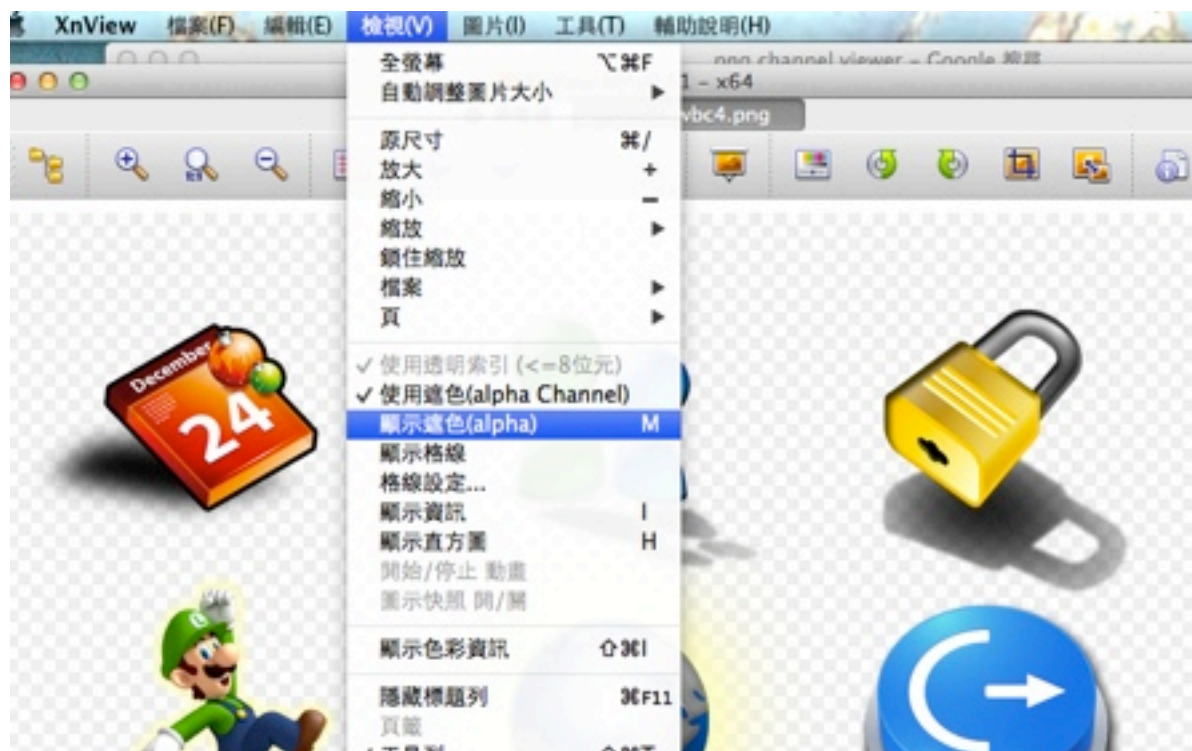 XnView 檔案(F) 編輯(E) 檢視(V) 圖片(I) 工具(T) 輔助說明(H)
png channel viewer - Google 搜尋
1 - x64
vbc4.png
全螢幕 ⌥⌘F
自動調整圖片大小 ▶
原尺寸 ⌘/
放大 +
縮小 −
縮放 ▶
鎖住縮放
檔案 ▶
頁 ▶
✓ 使用透明索引 (<=8位元)
✓ 使用遮色(alpha Channel)
顯示遮色(alpha) M
顯示格線
格線設定...
顯示資訊 I
顯示直方圖 H
開始/停止 動畫
圖示快照 開/關
顯示色彩資訊 ⇧⌘I
隱藏標題列 ⌘F11
頁籤
✓ 工具列 ⇧⌘T
December
24
L